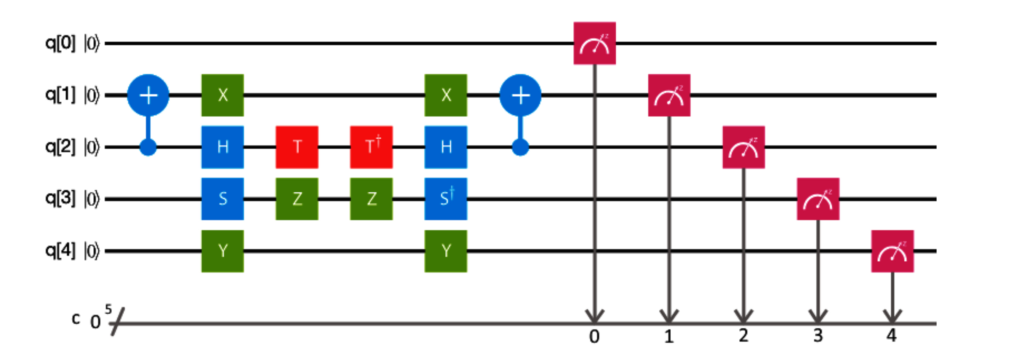 q[0] |0⟩ z
q[1] |0⟩ + X X + z
q[2] |0⟩ H T T† H z
q[3] |0⟩ S Z Z S† z
q[4] |0⟩ Y Y z
c 0 5
0 1 2 3 4